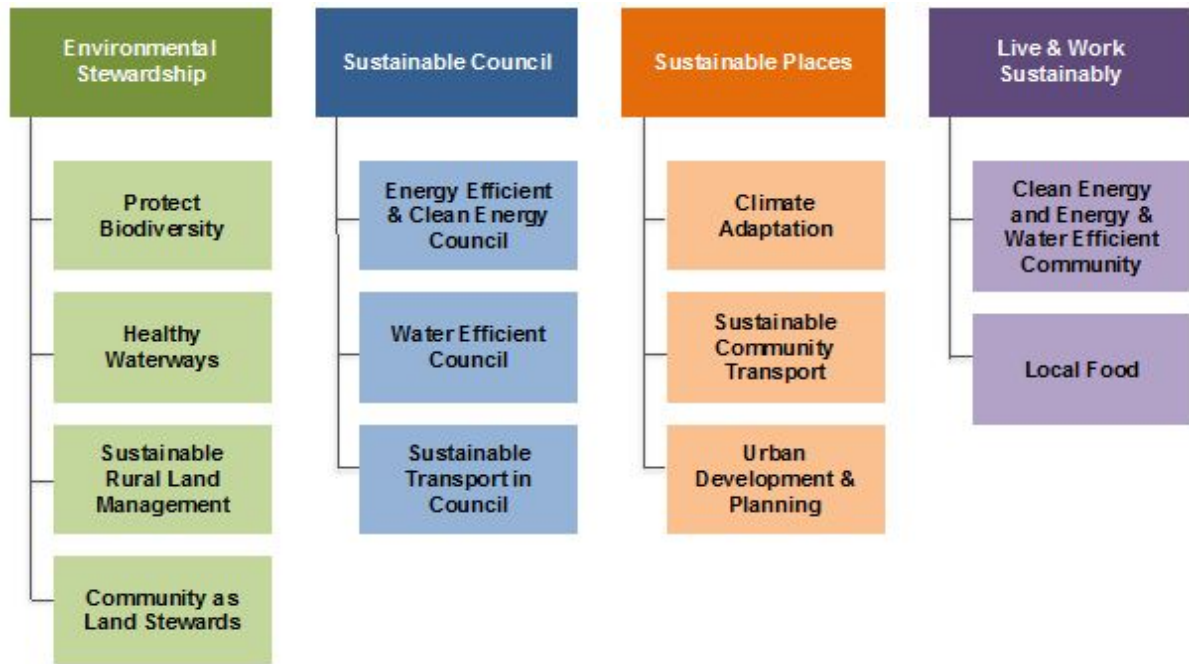 Environmental
Stewardship
Protect
Biodiversity
Healthy
Waterways
Sustainable
Rural Land
Management
Community as
Land Stewards
Sustainable Council
Energy Efficient
& Clean Energy
Council
Water Efficient
Council
Sustainable
Transport in
Council
Sustainable Places
Climate
Adaptation
Sustainable
Community
Transport
Urban
Development &
Planning
Live & Work
Sustainably
Clean Energy
and Energy &
Water Efficient
Community
Local Food